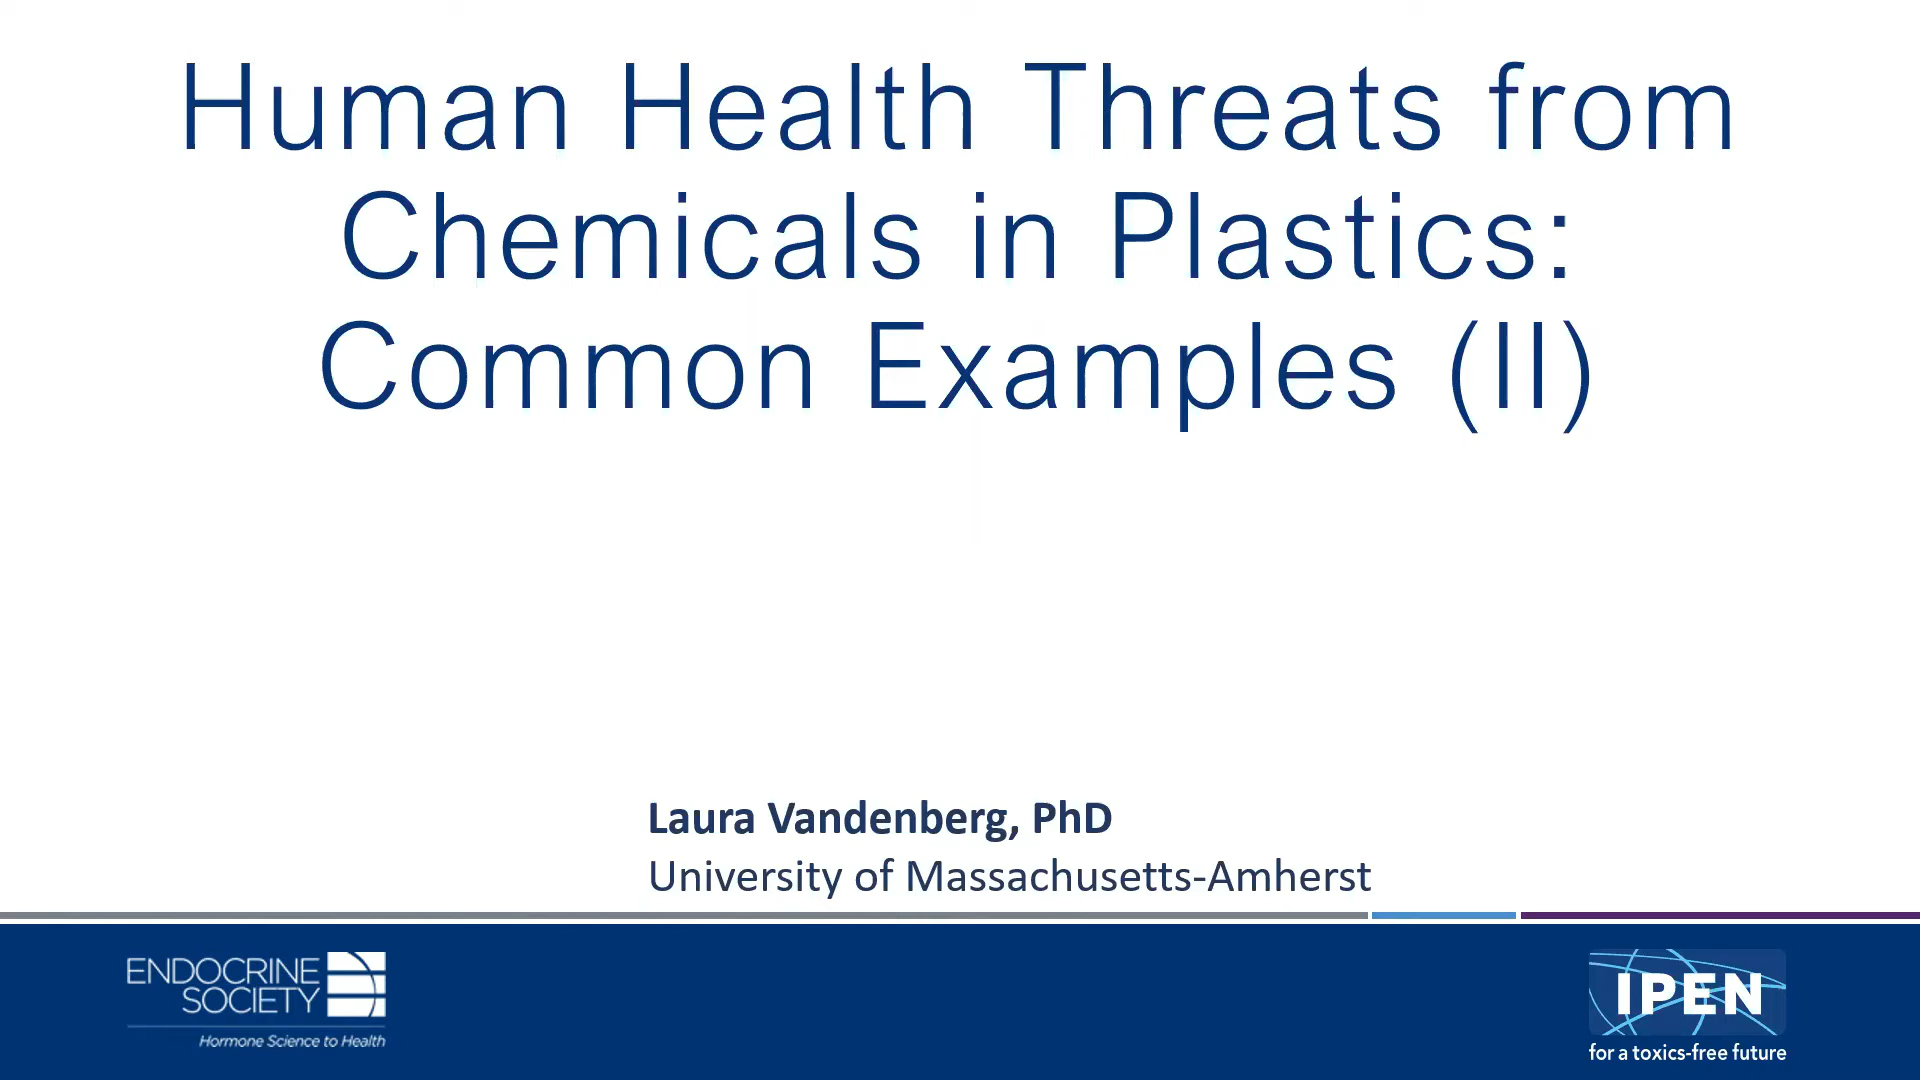 Human Health Threats from
Chemicals in Plastics:
Common Examples (II)
Laura Vandenberg, PhD
University of Massachusetts-Amherst
ENDOCRINE
SOCIETY
Hormone Science to Health
IPEN
for a toxics-free future